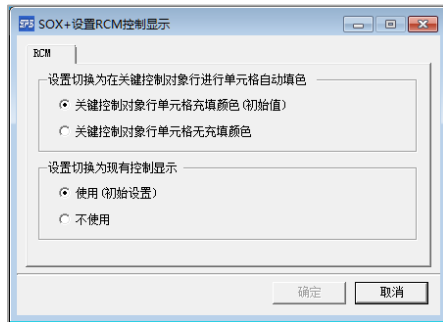 SOX+设置RCM控制显示
RCM
设置切换为在关键控制对象行进行单元格自动填色
关键控制对象行单元格充填颜色(初始值)
关键控制对象行单元格无充填颜色
设置切换为现有控制显示
使用(初始设置)
不使用
确定 取消